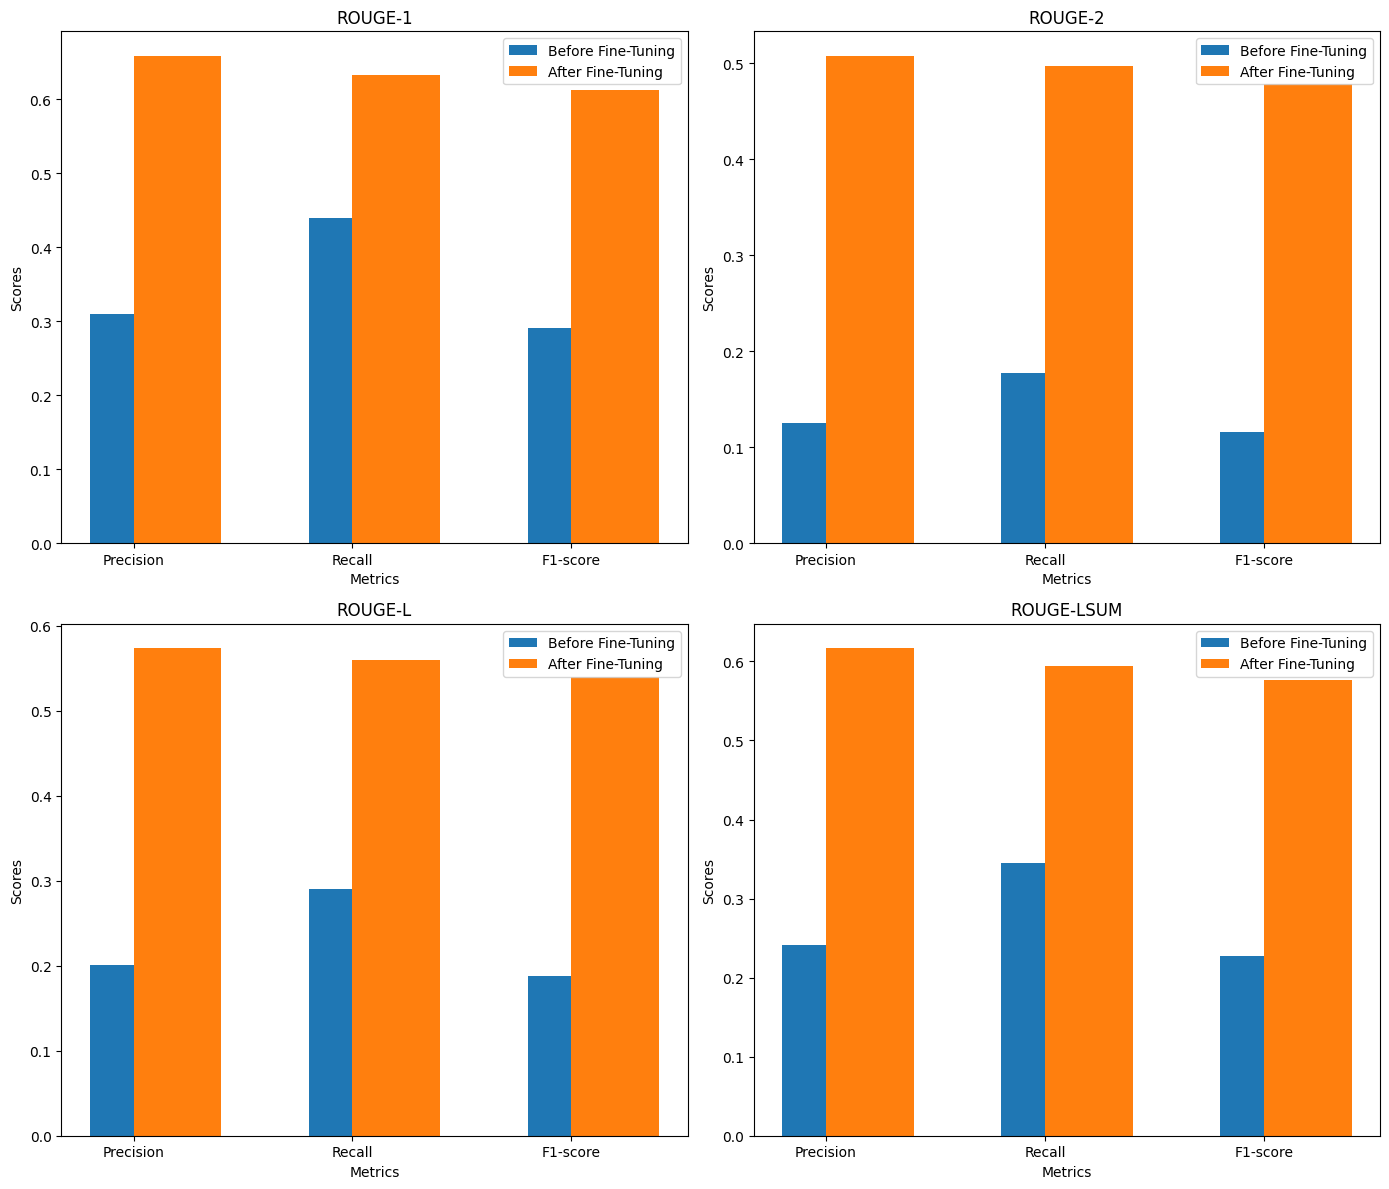 ROUGE-1
Before Fine-Tuning
After Fine-Tuning
0.6
0.5
0.4
0.3
0.2
0.1
0.0
Scores
Precision Recall F1-score
Metrics
ROUGE-2
Before Fine-Tuning
After Fine-Tuning
0.5
0.4
0.3
0.2
0.1
0.0
Scores
Precision Recall F1-score
Metrics
ROUGE-L
Before Fine-Tuning
After Fine-Tuning
0.6
0.5
0.4
0.3
0.2
0.1
0.0
Scores
Precision Recall F1-score
Metrics
ROUGE-LSUM
Before Fine-Tuning
After Fine-Tuning
0.6
0.5
0.4
0.3
0.2
0.1
0.0
Scores
Precision Recall F1-score
Metrics